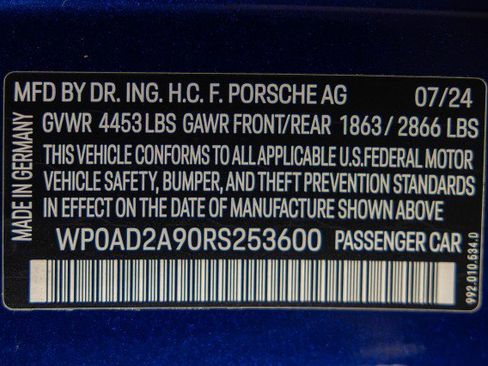 MFD BY DR. ING. H.C. F. PORSCHE AG 07/24
GVWR 4453 LBS GAWR FRONT/REAR 1863 / 2866 LBS
THIS VEHICLE CONFORMS TO ALL APPLICABLE U.S.FEDERAL MOTOR
VEHICLE SAFETY, BUMPER, AND THEFT PREVENTION STANDARDS
IN EFFECT ON THE DATE OF MANUFACTURE SHOWN ABOVE
WP0AD2A90RS253600 PASSENGER CAR
MADE IN GERMANY
992.010.534.0